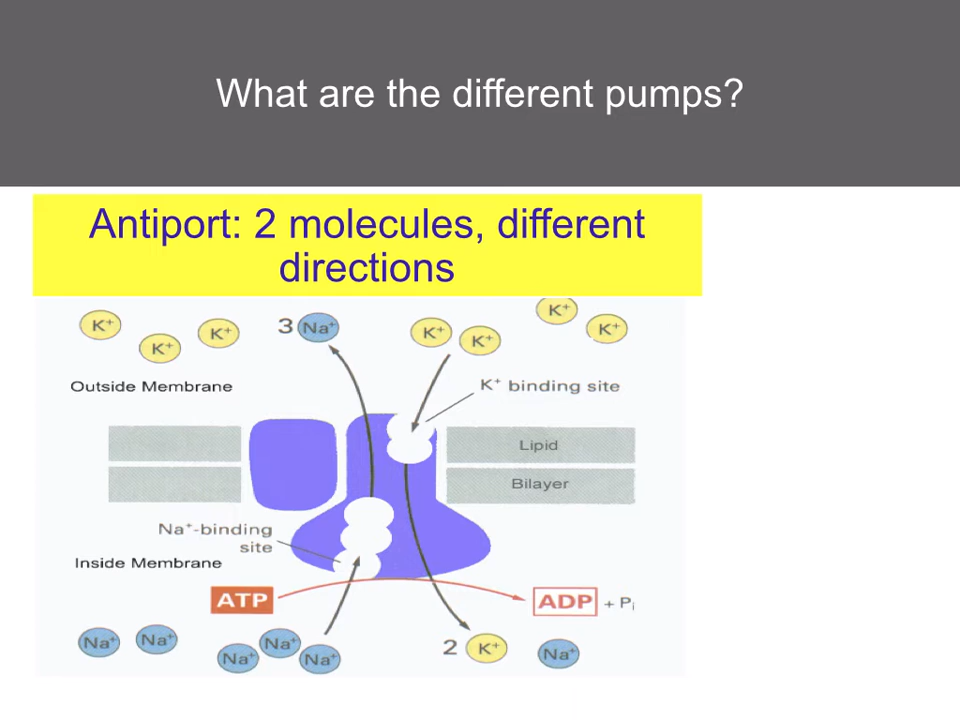 What are the different pumps?
Antiport: 2 molecules, different
directions
K⁺ K⁺ K⁺ 3 Na⁺ K⁺ K⁺ K⁺ K⁺
Outside Membrane
K⁺ binding site
Lipid
Bilayer
Na⁺-binding
site
Inside Membrane
ATP
ADP + Pᵢ
Na⁺ Na⁺ Na⁺ Na⁺ Na⁺ 2 K⁺ Na⁺